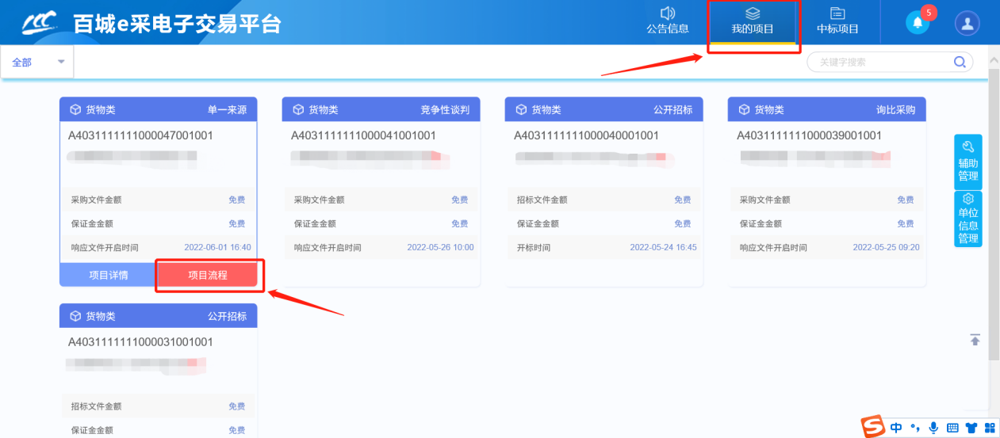 百城e采电子交易平台
公告信息
我的项目
中标项目
5
全部
关键字搜索
货物类 单一来源
A4031111111000047001001
采购文件金额 免费
保证金金额 免费
响应文件开启时间 2022-06-01 16:40
项目详情 项目流程
货物类 竞争性谈判
A4031111111000041001001
采购文件金额 免费
保证金金额 免费
响应文件开启时间 2022-05-26 10:00
货物类 公开招标
A4031111111000040001001
招标文件金额 免费
保证金金额 免费
开标时间 2022-05-24 16:45
货物类 询比采购
A4031111111000039001001
采购文件金额 免费
保证金金额 免费
响应文件开启时间 2022-05-25 09:20
辅助
管理
单位
信息
管理
货物类 公开招标
A4031111111000031001001
招标文件金额 免费
保证金金额 免费
中